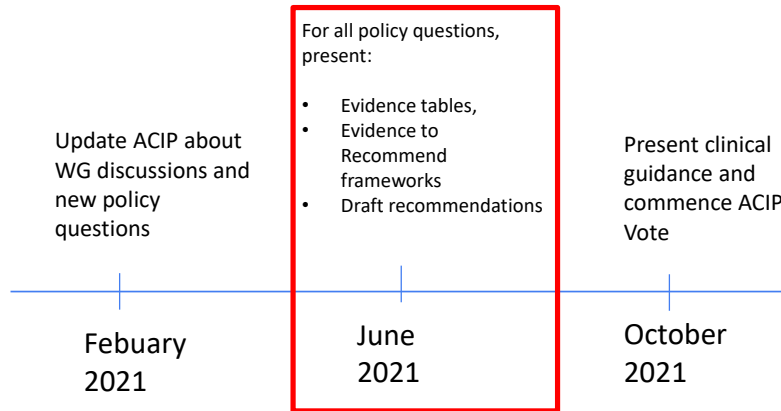 For all policy questions,
present:
• Evidence tables,
• Evidence to
Recommend
frameworks
• Draft recommendations
Update ACIP about
WG discussions and
new policy
questions
Present clinical
guidance and
commence ACIP
Vote
Febuary
2021
June
2021
October
2021